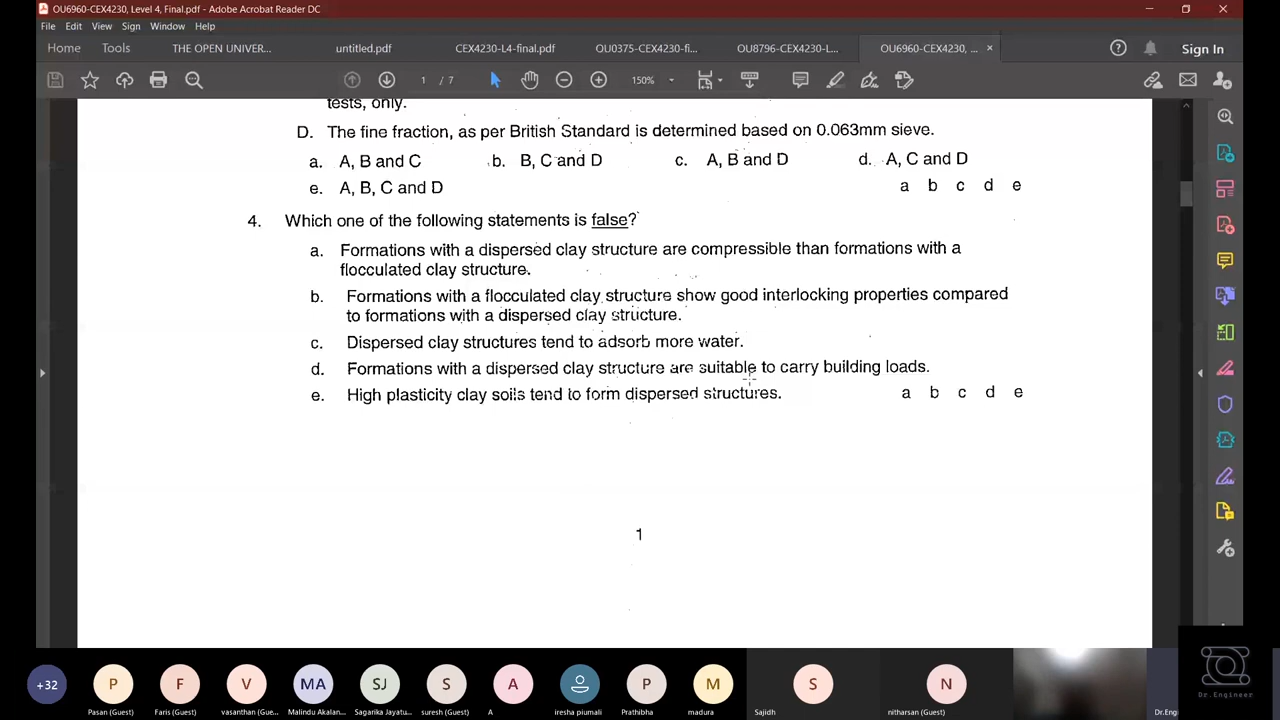 OU6960-CEX4230, Level 4, Final.pdf - Adobe Acrobat Reader DC
File Edit View Sign Window Help
Home Tools THE OPEN UNIVER... untitled.pdf CEX4230-L4-final.pdf OU0375-CEX4230-fi... OU8796-CEX4230-L... OU6960-CEX4230, ... × Sign In
1 / 7 150%
tests, only.
D. The fine fraction, as per British Standard is determined based on 0.063mm sieve.
a. A, B and C b. B, C and D c. A, B and D d. A, C and D
e. A, B, C and D a b c d e
4. Which one of the following statements is false?
a. Formations with a dispersed clay structure are compressible than formations with a
flocculated clay structure.
b. Formations with a flocculated clay structure show good interlocking properties compared
to formations with a dispersed clay structure.
c. Dispersed clay structures tend to adsorb more water.
d. Formations with a dispersed clay structure are suitable to carry building loads.
e. High plasticity clay soils tend to form dispersed structures. a b c d e
1
+32 P F V MA SJ S A P M S N
Pasan (Guest) Faris (Guest) vasanthan (Gue... Malindu Akalan... Sagarika Jayatu... suresh (Guest) A iresha piumali Prathibha madura Sajidh nitharsan (Guest) Dr.Eng
Dr.Engineer